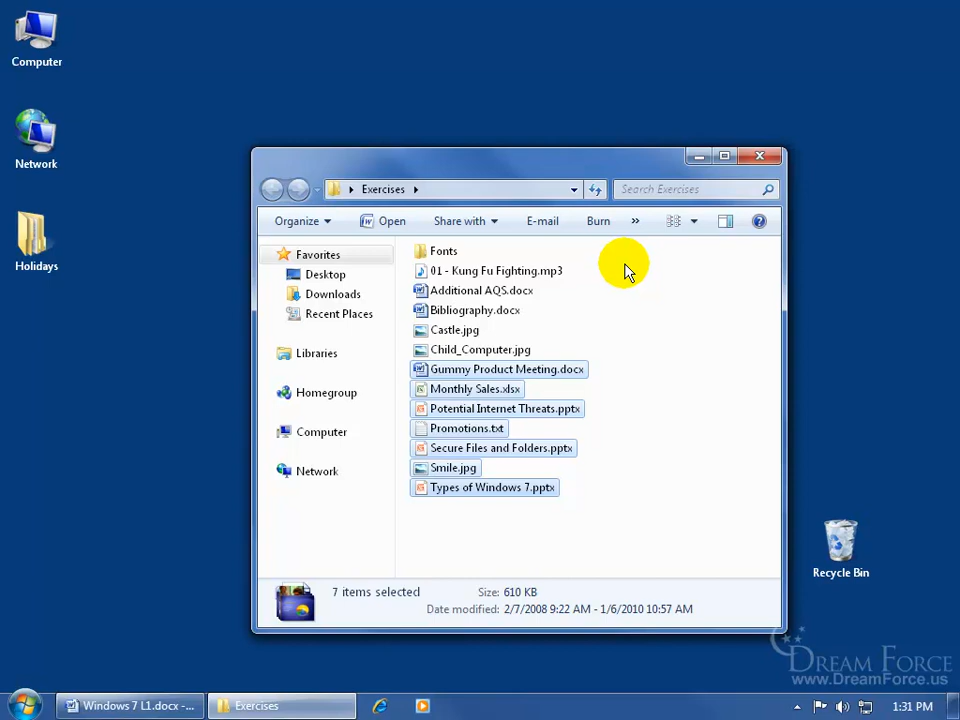 Computer
Network
Holidays
Exercises
Search Exercises
Organize
Open
Share with
E-mail
Burn
»
Favorites
Desktop
Downloads
Recent Places
Libraries
Homegroup
Computer
Network
Fonts
01 - Kung Fu Fighting.mp3
Additional AQS.docx
Bibliography.docx
Castle.jpg
Child_Computer.jpg
Gummy Product Meeting.docx
Monthly Sales.xlsx
Potential Internet Threats.pptx
Promotions.txt
Secure Files and Folders.pptx
Smile.jpg
Types of Windows 7.pptx
7 items selected
Size: 610 KB
Date modified: 2/7/2008 9:22 AM - 1/6/2010 10:57 AM
Recycle Bin
DREAM FORCE
www.DreamForce.us
Windows 7 L1.docx -...
Exercises
1:31 PM